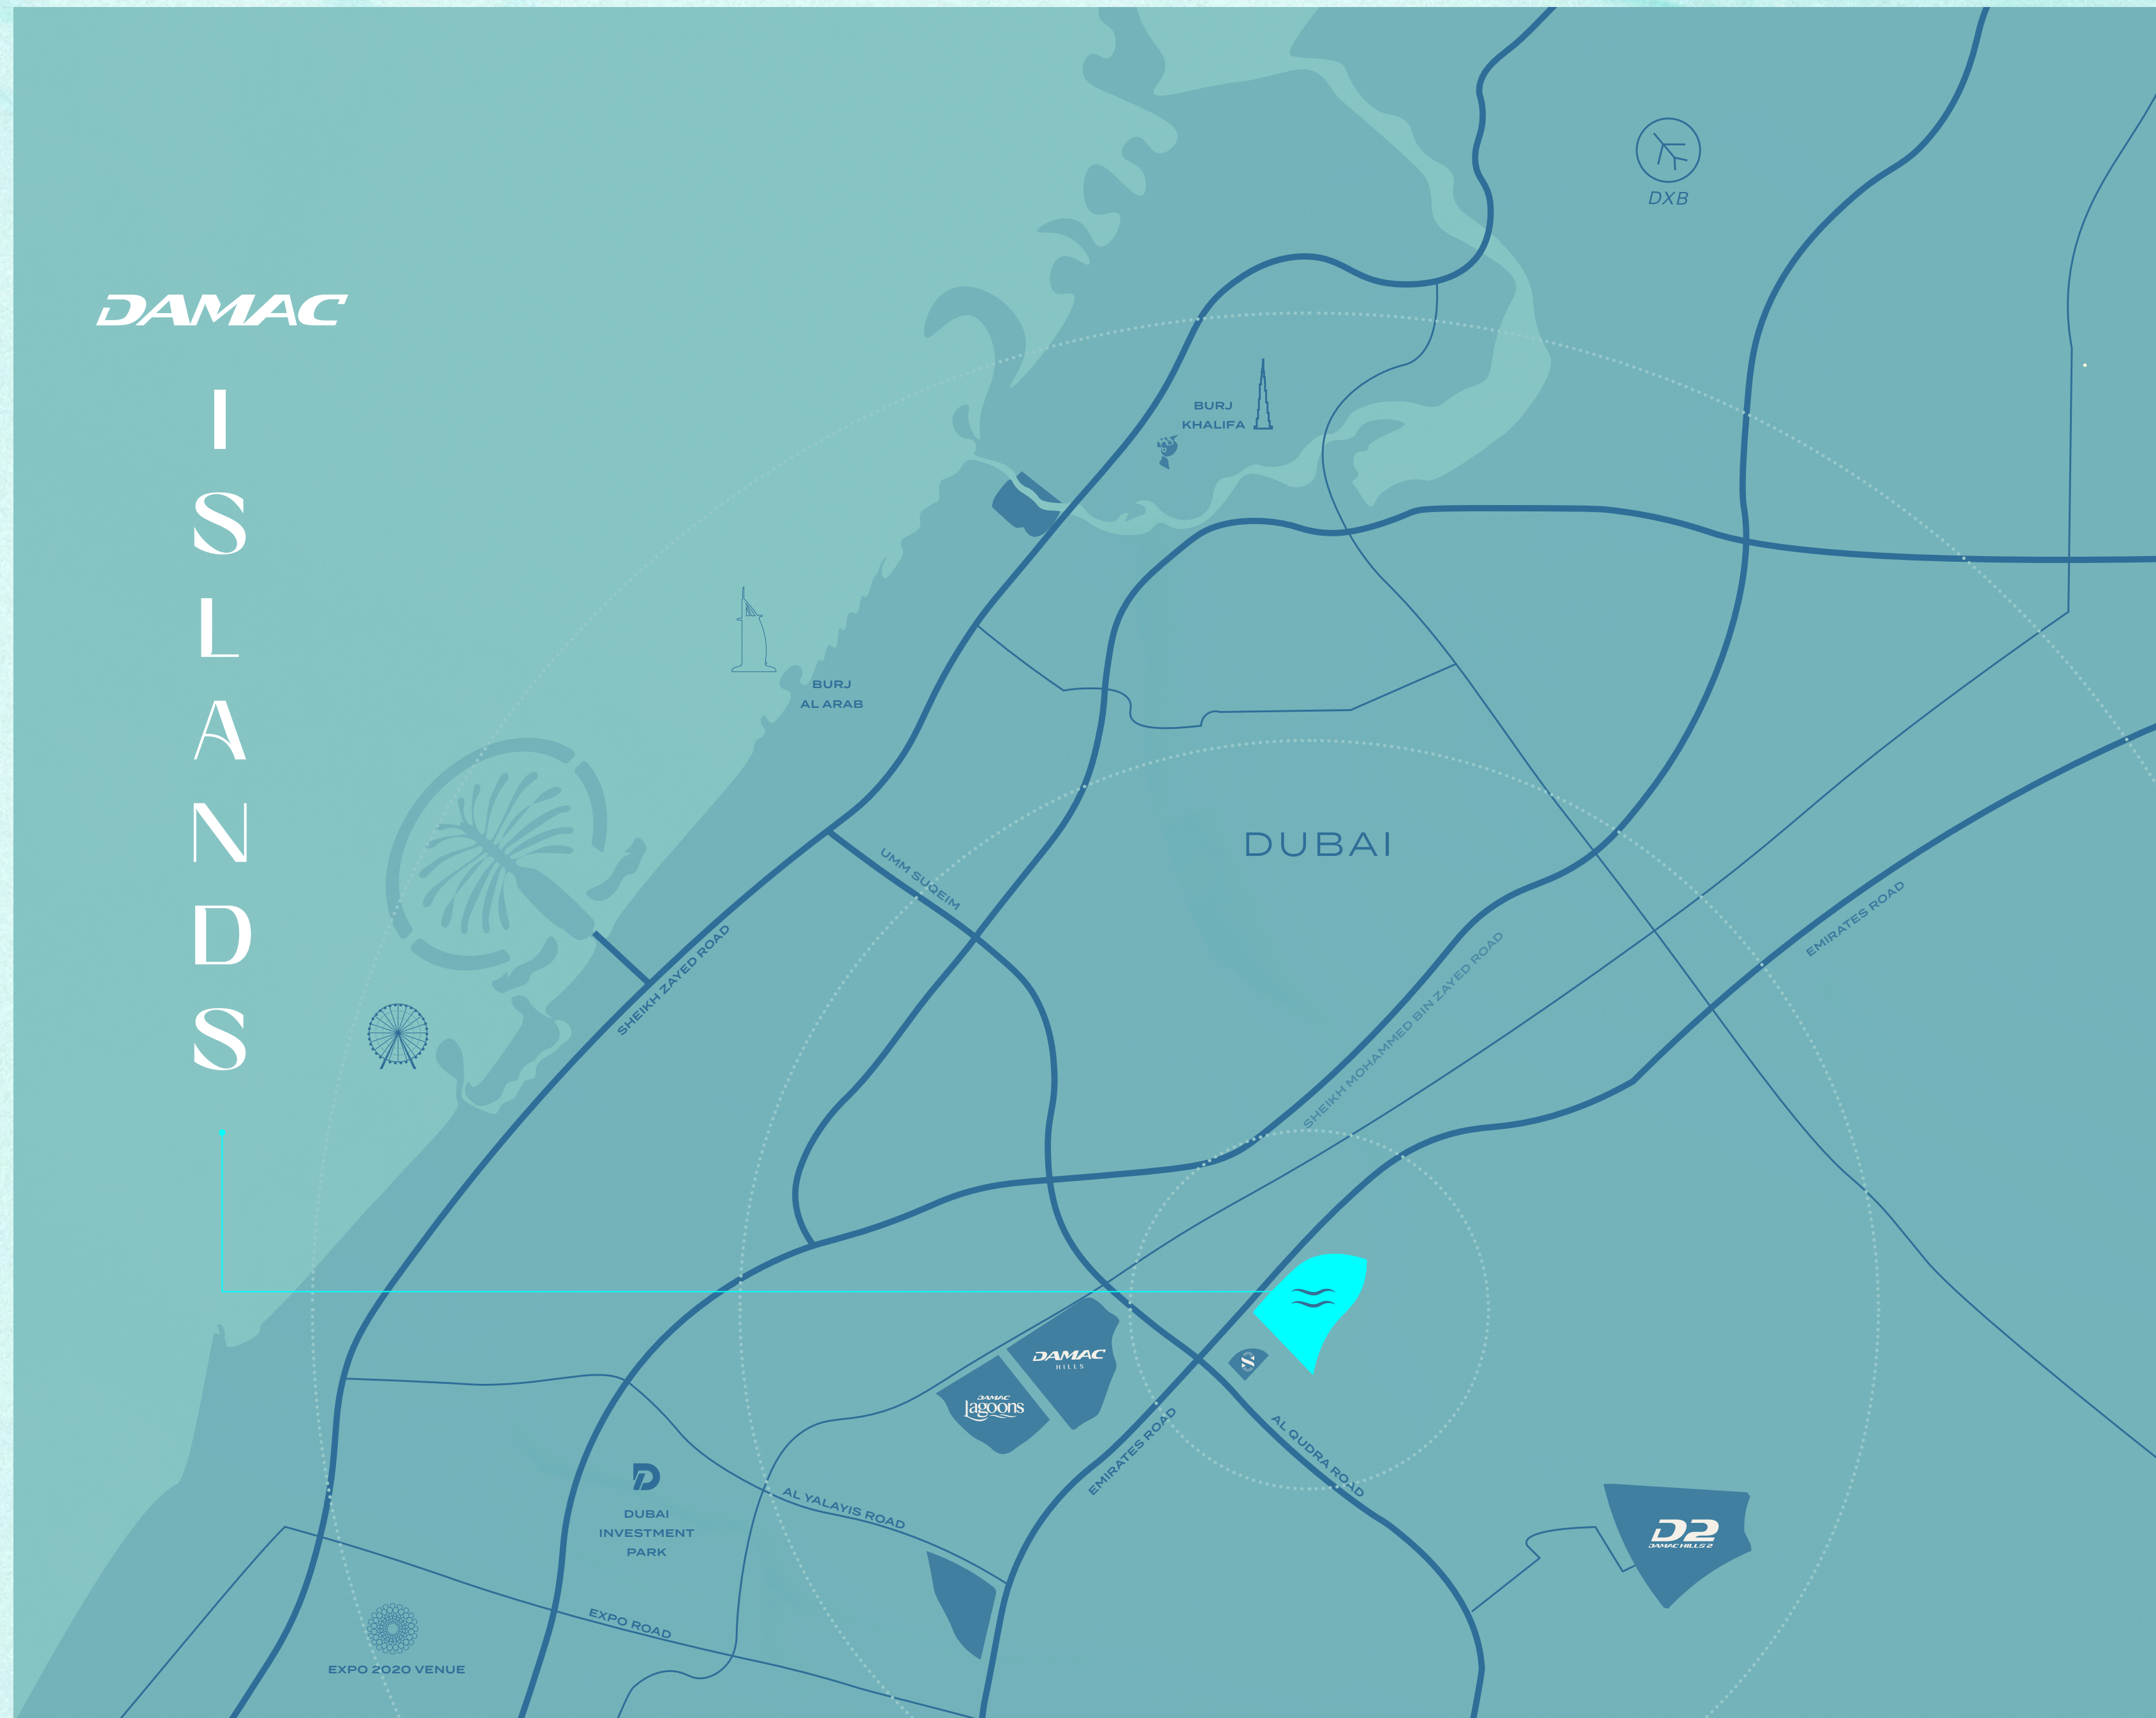 DXB
DAMAC
ISLANDS
BURJ
KHALIFA
BURJ
AL ARAB
DUBAI
UMM SUQEIM
SHEIKH ZAYED ROAD
SHEIKH MOHAMMED BIN ZAYED ROAD
EMIRATES ROAD
DAMAC
HILLS
S
DAMAC
lagoons
EMIRATES ROAD
AL QUDRA ROAD
D
DUBAI
INVESTMENT
PARK
AL YALAYIS ROAD
D2
DAMAC HILLS 2
EXPO ROAD
EXPO 2020 VENUE